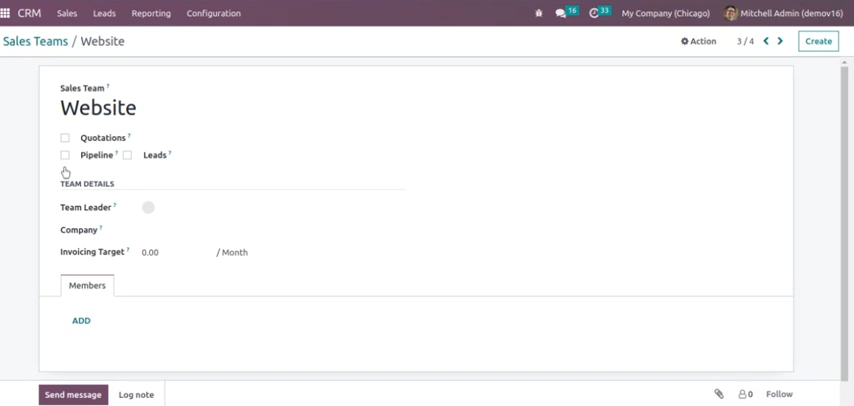 CRM Sales Leads Reporting Configuration 16 33 My Company (Chicago) Mitchell Admin (demov16)
Sales Teams / Website Action 3 / 4 Create
Sales Team ?
Website
Quotations ?
Pipeline ? Leads ?
TEAM DETAILS
Team Leader ?
Company ?
Invoicing Target ? 0.00 / Month
Members
ADD
Send message Log note 0 Follow